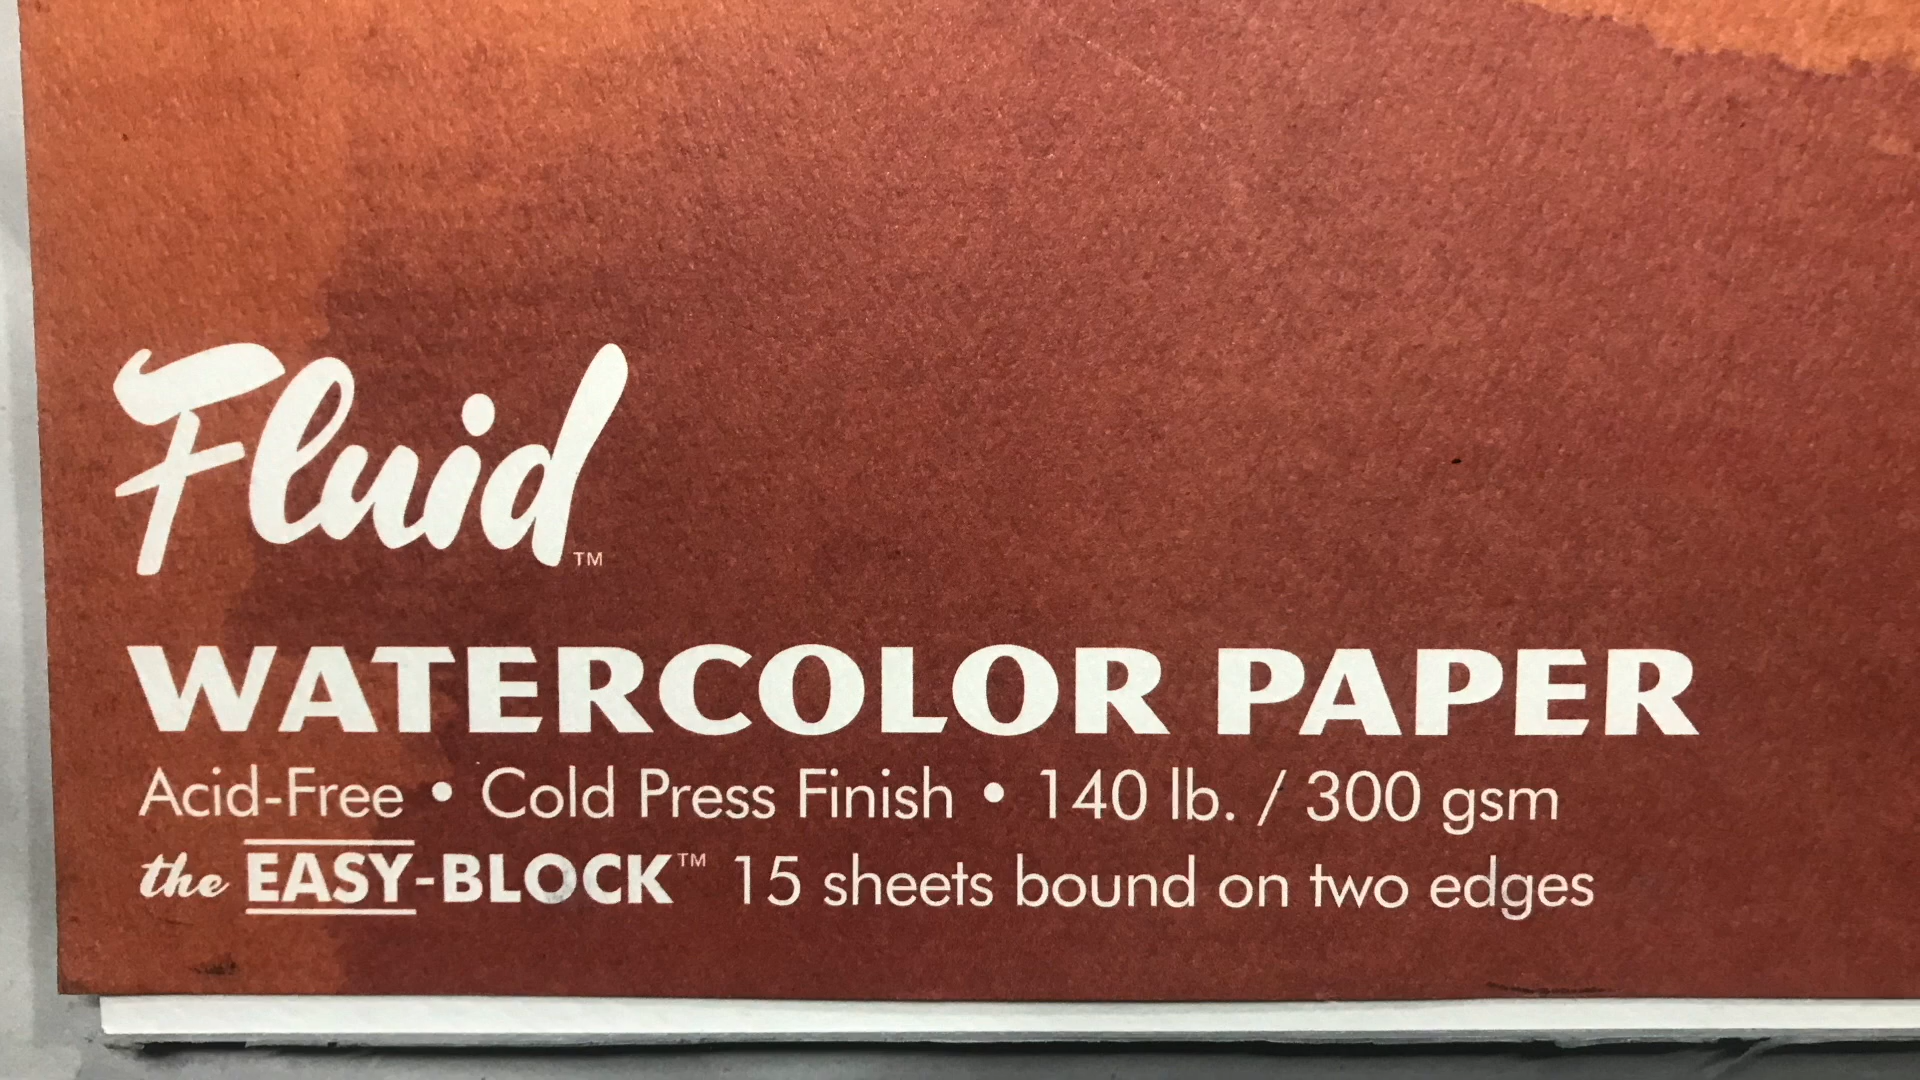 Fluid™
WATERCOLOR PAPER
Acid-Free • Cold Press Finish • 140 lb. / 300 gsm
the EASY-BLOCK™ 15 sheets bound on two edges